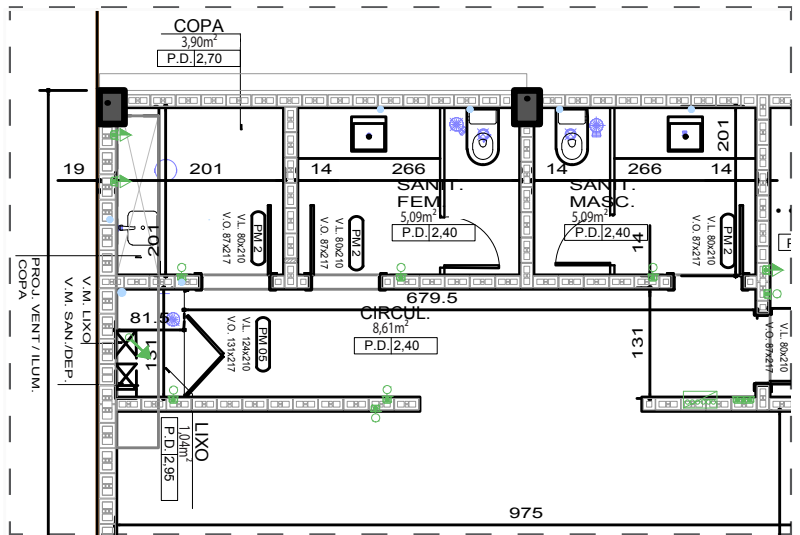 COPA
3,90m²
P.D. 2,70
19
201
14
266
14
266
14
201
SANIT.
FEM.
5,09m²
P.D. 2,40
SANIT.
MASC.
5,09m²
P.D. 2,40
201
14
PM 2
V.L. 80x210
V.O. 87x217
PM 2
V.L. 80x210
V.O. 87x217
PM 2
V.L. 80x210
V.O. 87x217
679.5
CIRCUL.
8,61m²
P.D. 2,40
81.5
131
131
PM 05
V.L. 124x210
V.O. 131x217
V.L. 80x210
V.O. 87x217
PROJ. VENT / ILUM.
COPA
V.M. SAN./DEP.
V.M. LIXO
LIXO
1,04m²
P.D. 2,95
975